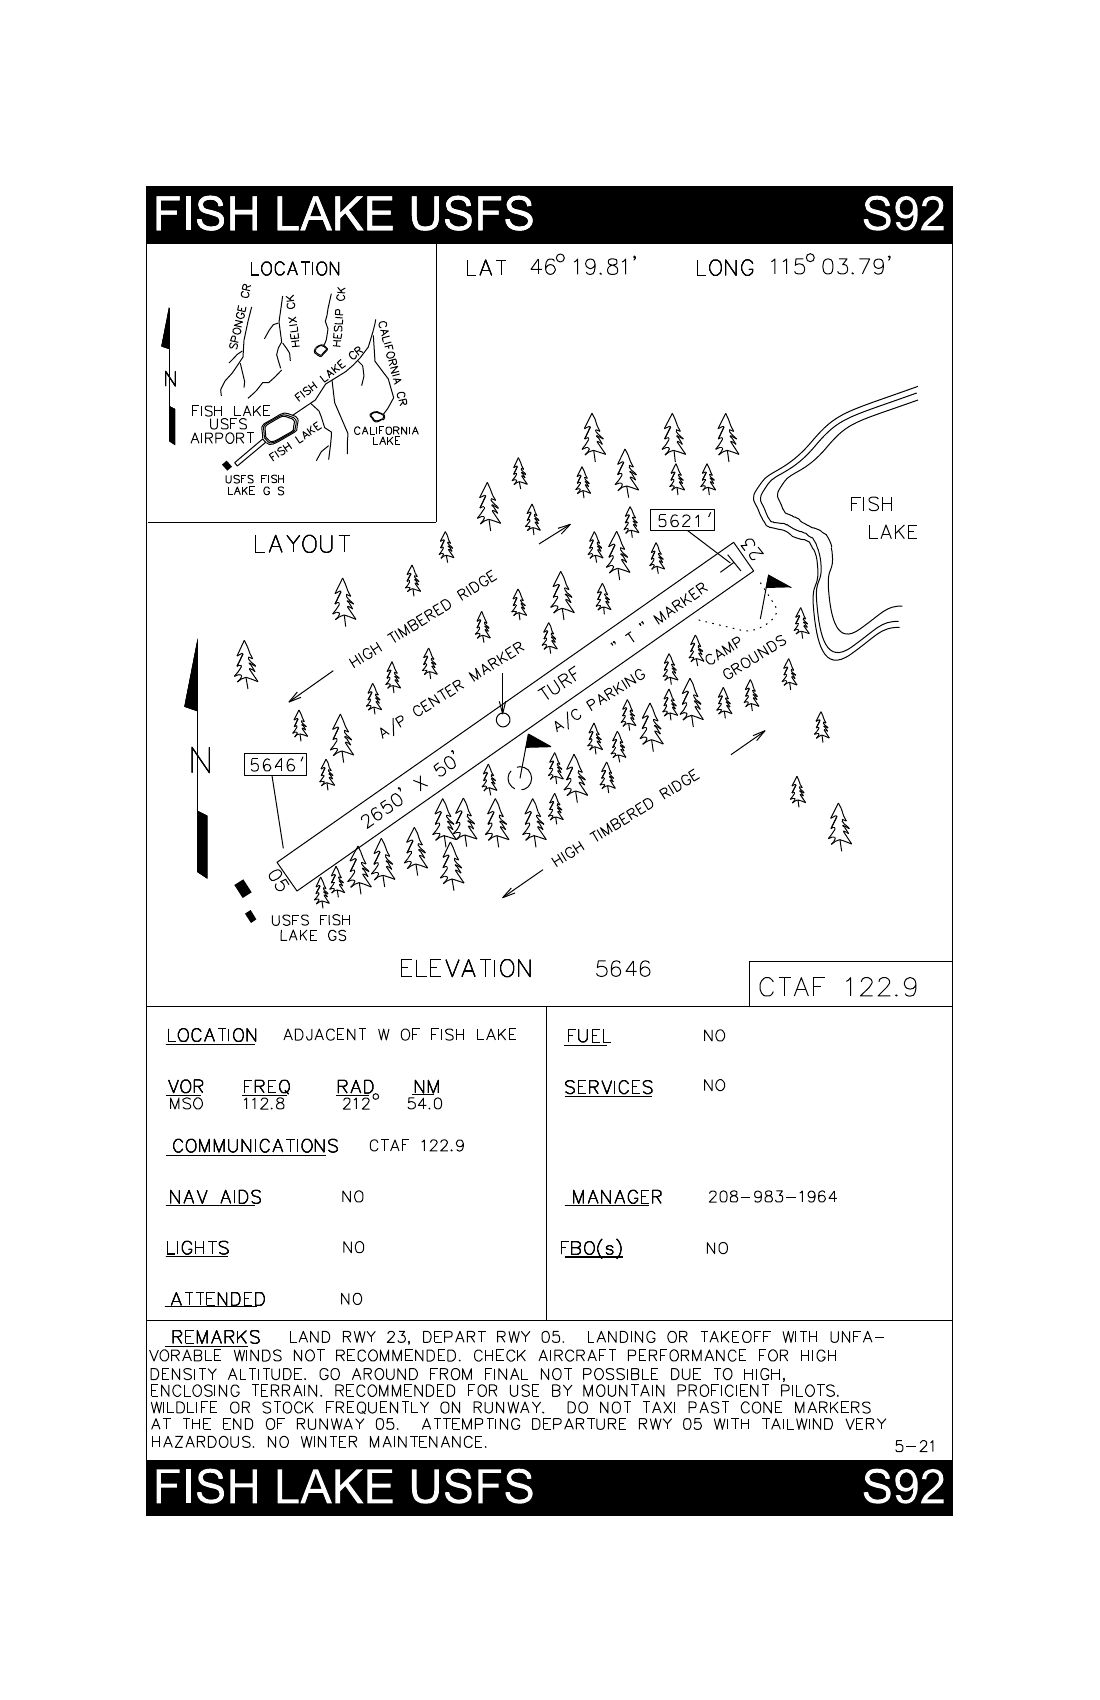 FISH LAKE USFS S92
LOCATION
SPONGE CR
HELIX CK
HESLIP CK
CALIFORNIA CR
FISH LAKE CR
FISH LAKE
USFS
AIRPORT
FISH LAKE
CALIFORNIA
LAKE
USFS FISH
LAKE G S
N
LAT 46° 19.81' LONG 115° 03.79'
LAYOUT
FISH
LAKE
5621'
23
HIGH TIMBERED RIDGE
" T " MARKER
CAMP
GROUNDS
A/P CENTER MARKER
TURF
A/C PARKING
N
5646'
2650' X 50'
HIGH TIMBERED RIDGE
05
USFS FISH
LAKE GS
ELEVATION 5646
CTAF 122.9
LOCATION ADJACENT W OF FISH LAKE
VOR FREQ RAD NM
MSO 112.8 212° 54.0
COMMUNICATIONS CTAF 122.9
NAV AIDS NO
LIGHTS NO
ATTENDED NO
FUEL NO
SERVICES NO
MANAGER 208-983-1964
FBO(s) NO
REMARKS LAND RWY 23, DEPART RWY 05. LANDING OR TAKEOFF WITH UNFA-
VORABLE WINDS NOT RECOMMENDED. CHECK AIRCRAFT PERFORMANCE FOR HIGH
DENSITY ALTITUDE. GO AROUND FROM FINAL NOT POSSIBLE DUE TO HIGH,
ENCLOSING TERRAIN. RECOMMENDED FOR USE BY MOUNTAIN PROFICIENT PILOTS.
WILDLIFE OR STOCK FREQUENTLY ON RUNWAY. DO NOT TAXI PAST CONE MARKERS
AT THE END OF RUNWAY 05. ATTEMPTING DEPARTURE RWY 05 WITH TAILWIND VERY
HAZARDOUS. NO WINTER MAINTENANCE.
5-21
FISH LAKE USFS S92